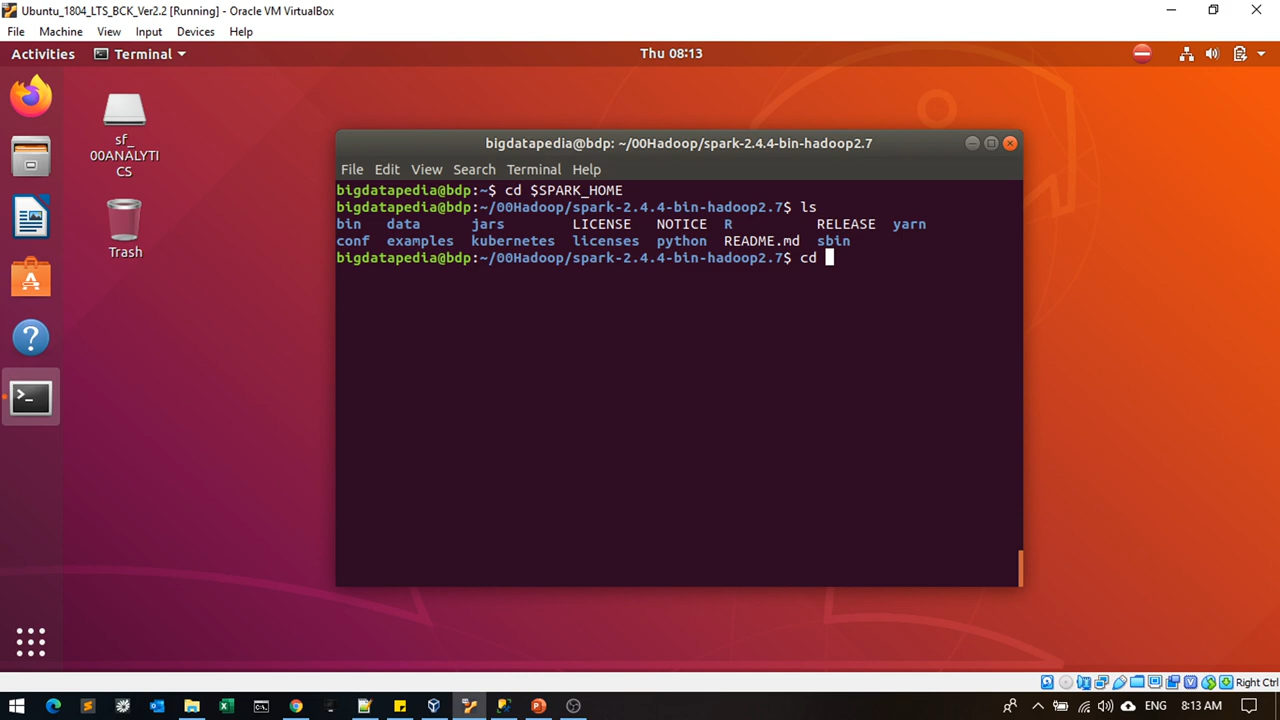 Ubuntu_1804_LTS_BCK_Ver2.2 [Running] - Oracle VM VirtualBox
File Machine View Input Devices Help
Activities Terminal Thu 08:13
sf_
00ANALYTI
CS
Trash
bigdatapedia@bdp: ~/00Hadoop/spark-2.4.4-bin-hadoop2.7
File Edit View Search Terminal Help
bigdatapedia@bdp:~$ cd $SPARK_HOME
bigdatapedia@bdp:~/00Hadoop/spark-2.4.4-bin-hadoop2.7$ ls
bin data jars LICENSE NOTICE R RELEASE yarn
conf examples kubernetes licenses python README.md sbin
bigdatapedia@bdp:~/00Hadoop/spark-2.4.4-bin-hadoop2.7$ cd
Right Ctrl
ENG 8:13 AM